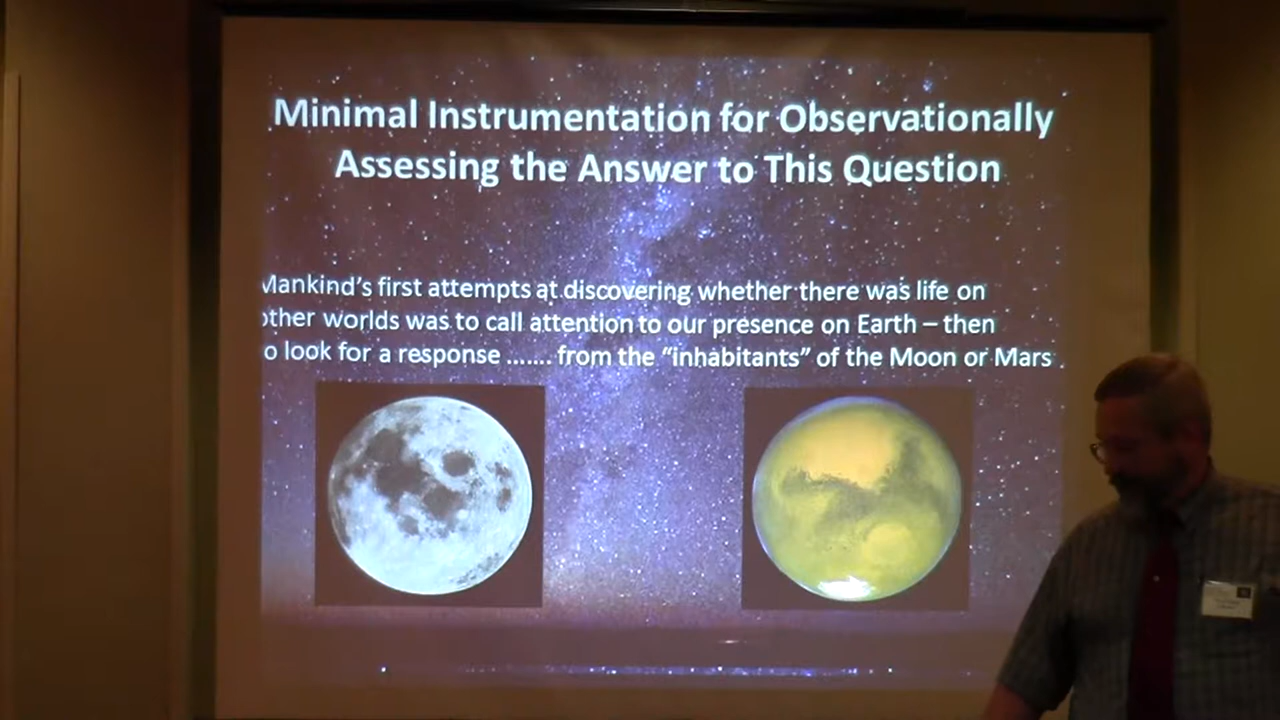 Minimal Instrumentation for Observationally
Assessing the Answer to This Question
Mankind's first attempts at discovering whether there was life on
other worlds was to call attention to our presence on Earth – then
o look for a response ……. from the “inhabitants” of the Moon or Mars .